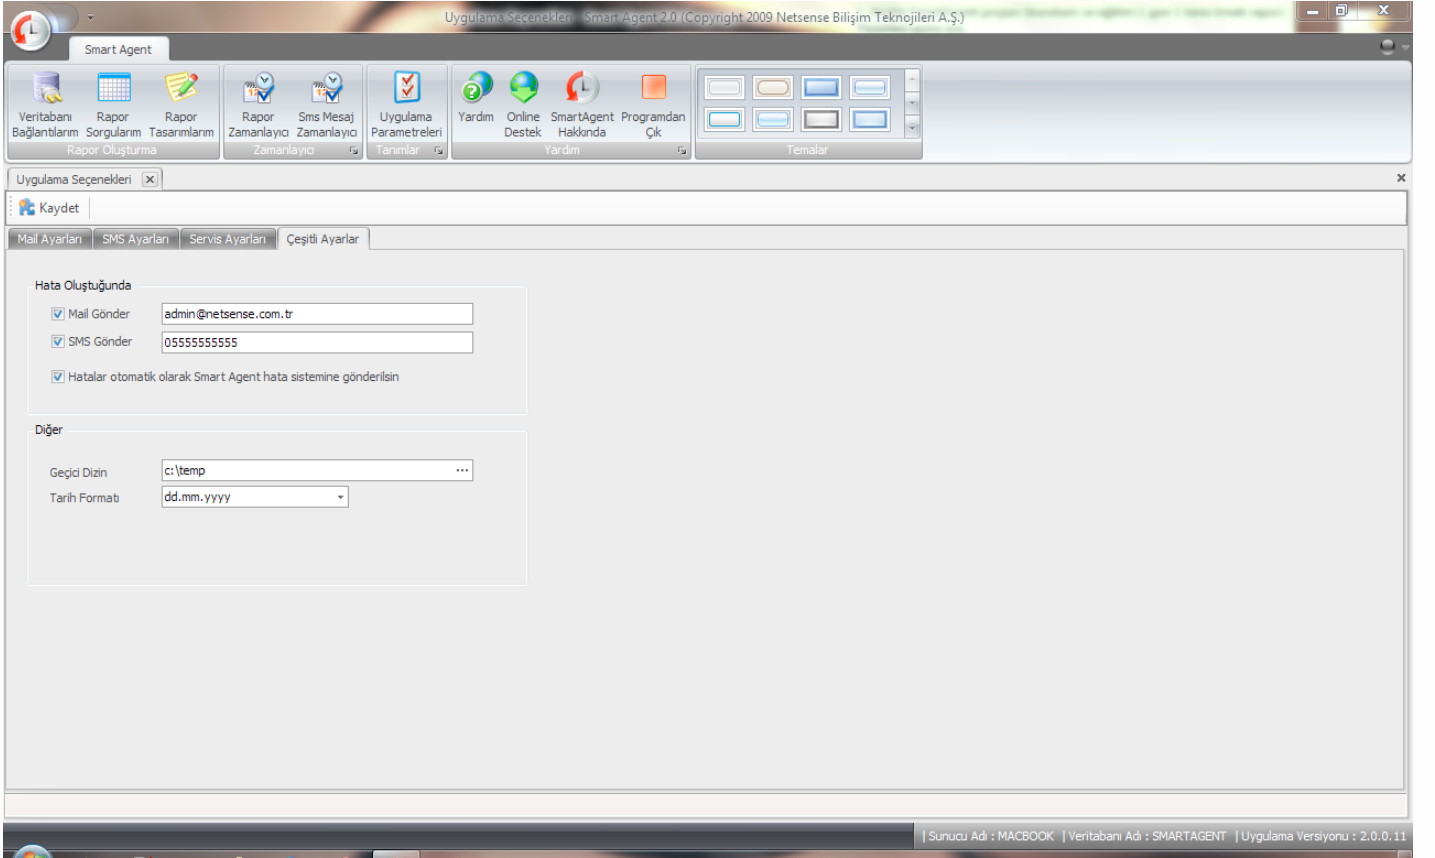 Uygulama Seçenekleri - Smart Agent 2.0 (Copyright 2009 Netsense Bilişim Teknojileri A.Ş.)
Smart Agent
Veritabanı Bağlantılarım
Rapor Sorgularım
Rapor Tasarımlarım
Rapor Zamanlayıcı
Sms Mesaj Zamanlayıcı
Uygulama Parametreleri
Yardım
Online Destek
SmartAgent Hakkında
Programdan Çık
Rapor Oluşturma
Zamanlayıcı
Tanımlar
Yardım
Temalar
Uygulama Seçenekleri
Kaydet
Mail Ayarları
SMS Ayarları
Servis Ayarları
Çeşitli Ayarlar
Hata Oluştuğunda
Mail Gönder
admin@netsense.com.tr
SMS Gönder
05555555555
Hatalar otomatik olarak Smart Agent hata sistemine gönderilsin
Diğer
Geçici Dizin
c:\temp
...
Tarih Formatı
dd.mm.yyyy
| Sunucu Adı : MACBOOK | Veritabanı Adı : SMARTAGENT | Uygulama Versiyonu : 2.0.0.11